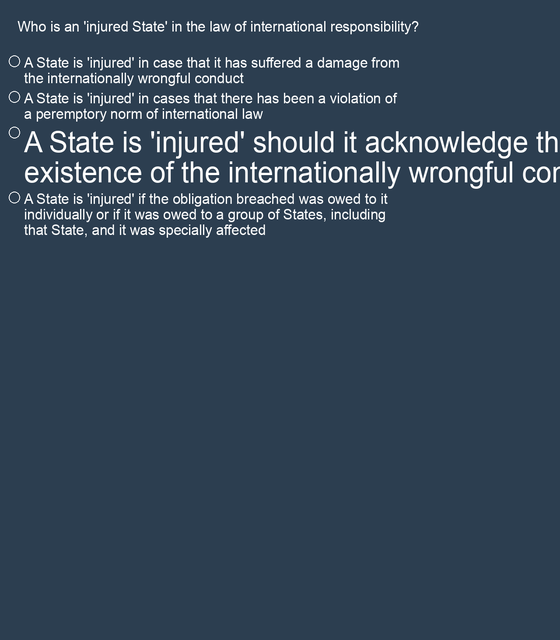 Who is an 'injured State' in the law of international responsibility?
A State is 'injured' in case that it has suffered a damage from
the internationally wrongful conduct
A State is 'injured' in cases that there has been a violation of
a peremptory norm of international law
A State is 'injured' should it acknowledge th
existence of the internationally wrongful con
A State is 'injured' if the obligation breached was owed to it
individually or if it was owed to a group of States, including
that State, and it was specially affected